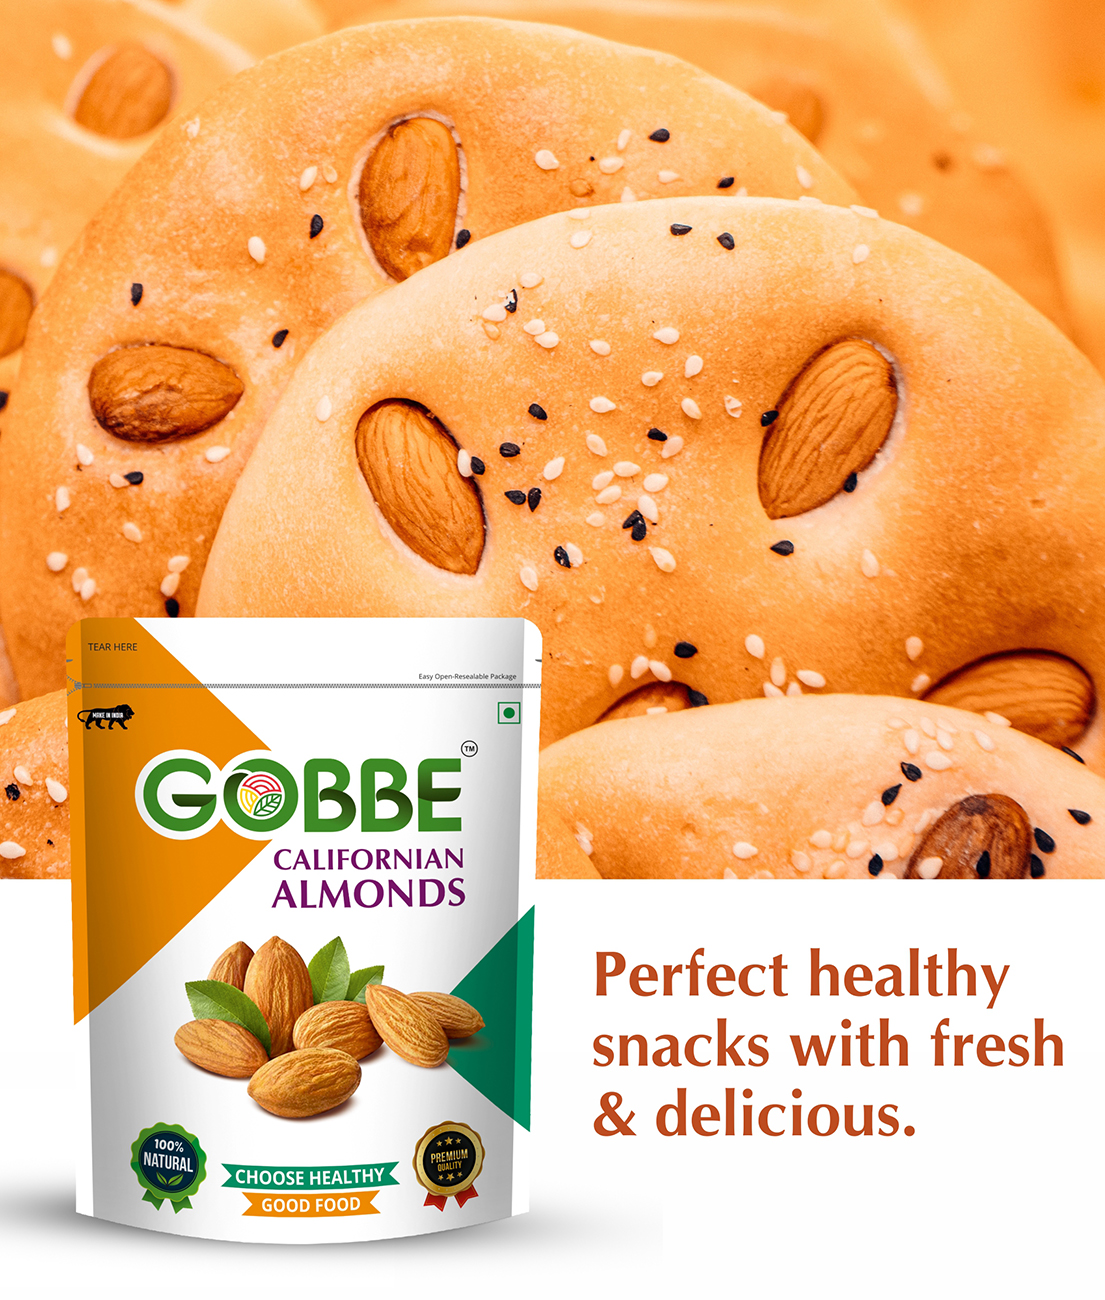 TEAR HERE
Easy Open-Resealable Package
MAKE IN INDIA
GOBBE
TM
CALIFORNIAN
ALMONDS
100%
NATURAL
CHOOSE HEALTHY
GOOD FOOD
PREMIUM
QUALITY
Perfect healthy
snacks with fresh
& delicious.